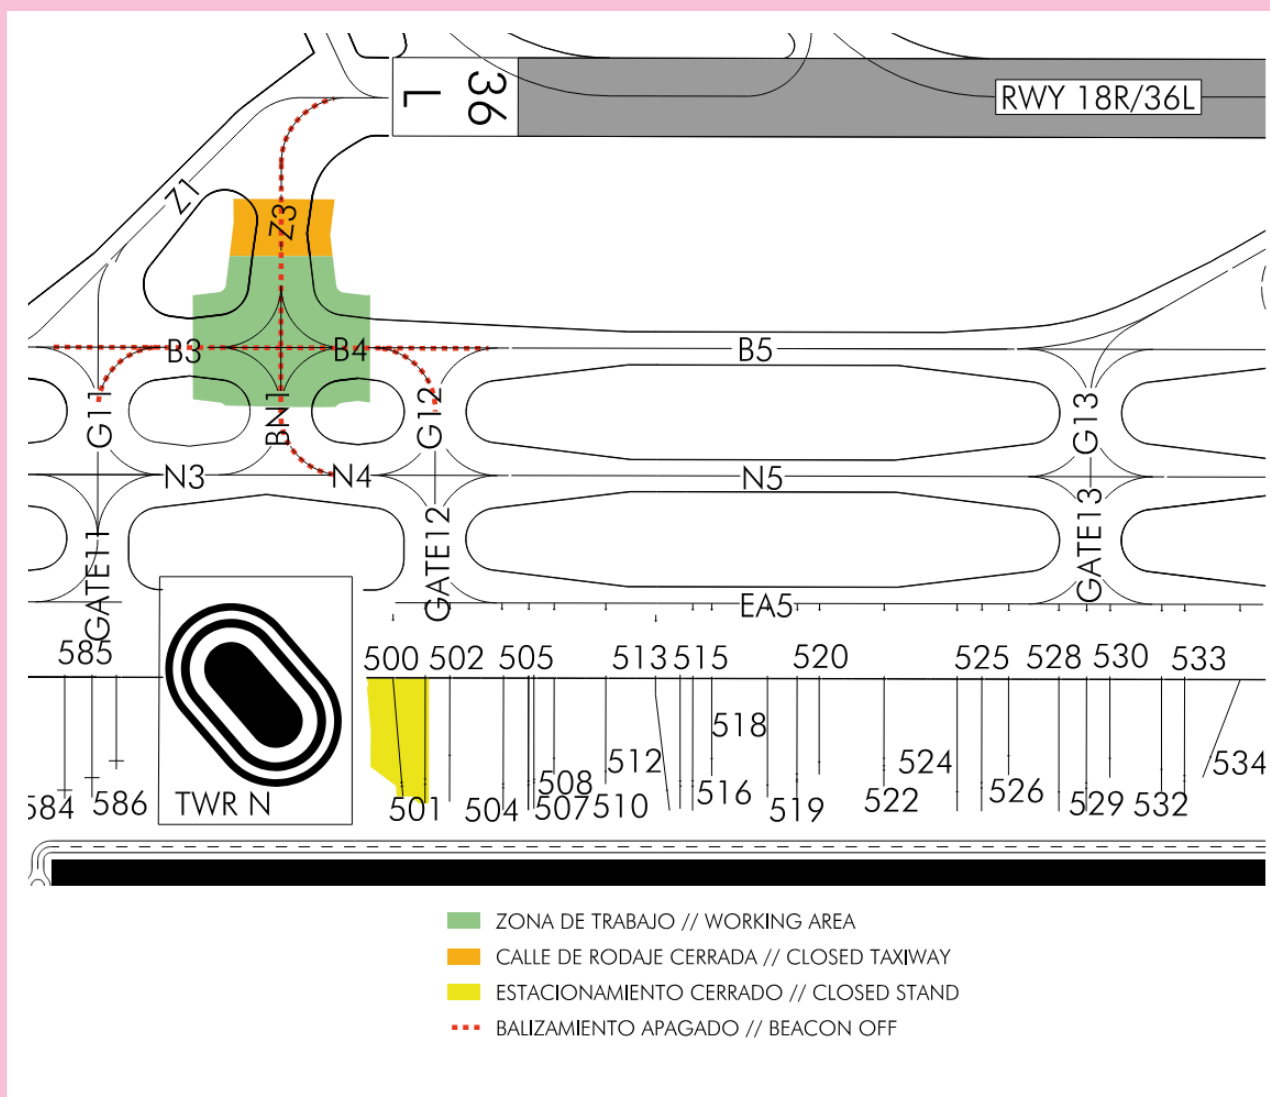 36
L
RWY 18R/36L
Z1
Z3
B3
B4
B5
G11
BN1
G12
G13
N3
N4
N5
GATE11
GATE12
GATE13
EA5
585
500
502
505
513
515
520
525
528
530
533
518
512
524
534
508
516
526
584
586
TWR N
501
504
507
510
519
522
529
532
ZONA DE TRABAJO // WORKING AREA
CALLE DE RODAJE CERRADA // CLOSED TAXIWAY
ESTACIONAMIENTO CERRADO // CLOSED STAND
BALIZAMIENTO APAGADO // BEACON OFF